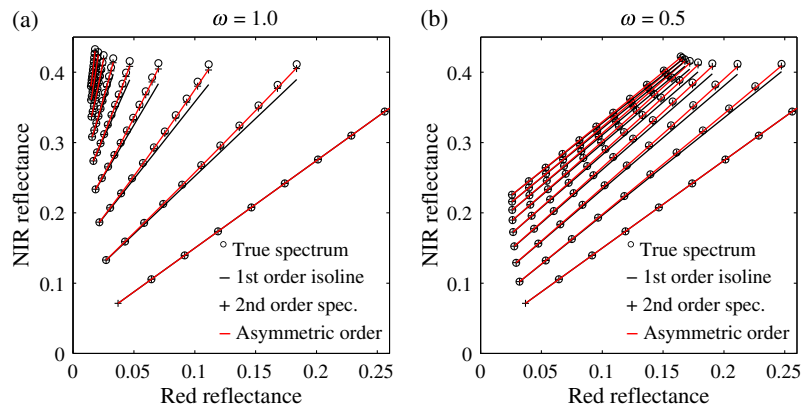 (a)
ω = 1.0
NIR reflectance
0.4
0.3
0.2
0.1
0
○ True spectrum
− 1st order isoline
+ 2nd order spec.
− Asymmetric order
0 0.05 0.1 0.15 0.2 0.25
Red reflectance
(b)
ω = 0.5
NIR reflectance
0.4
0.3
0.2
0.1
0
○ True spectrum
− 1st order isoline
+ 2nd order spec.
− Asymmetric order
0 0.05 0.1 0.15 0.2 0.25
Red reflectance